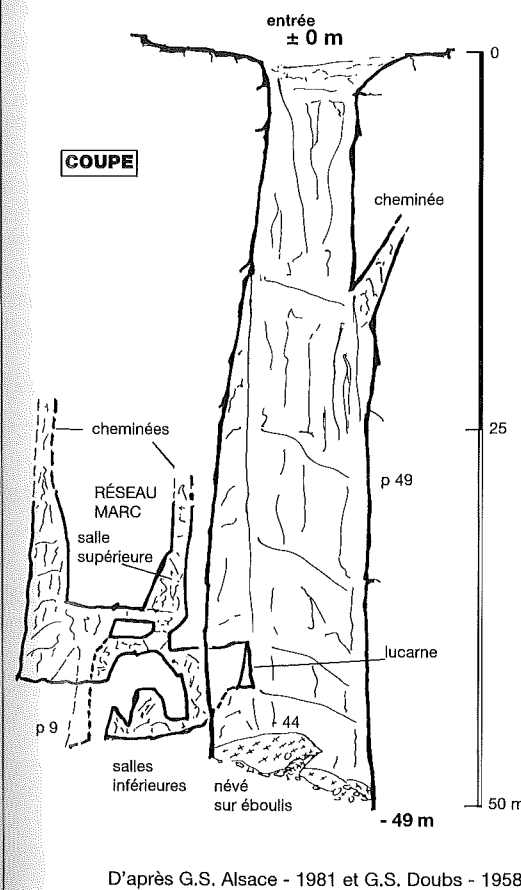 entrée
± 0 m
0
COUPE
cheminée
25
cheminées
p 49
RÉSEAU
MARC
salle
supérieure
lucarne
- 44
p 9
salles
inférieures
névé
sur éboulis
50 m
- 49 m
D'après G.S. Alsace - 1981 et G.S. Doubs - 1958